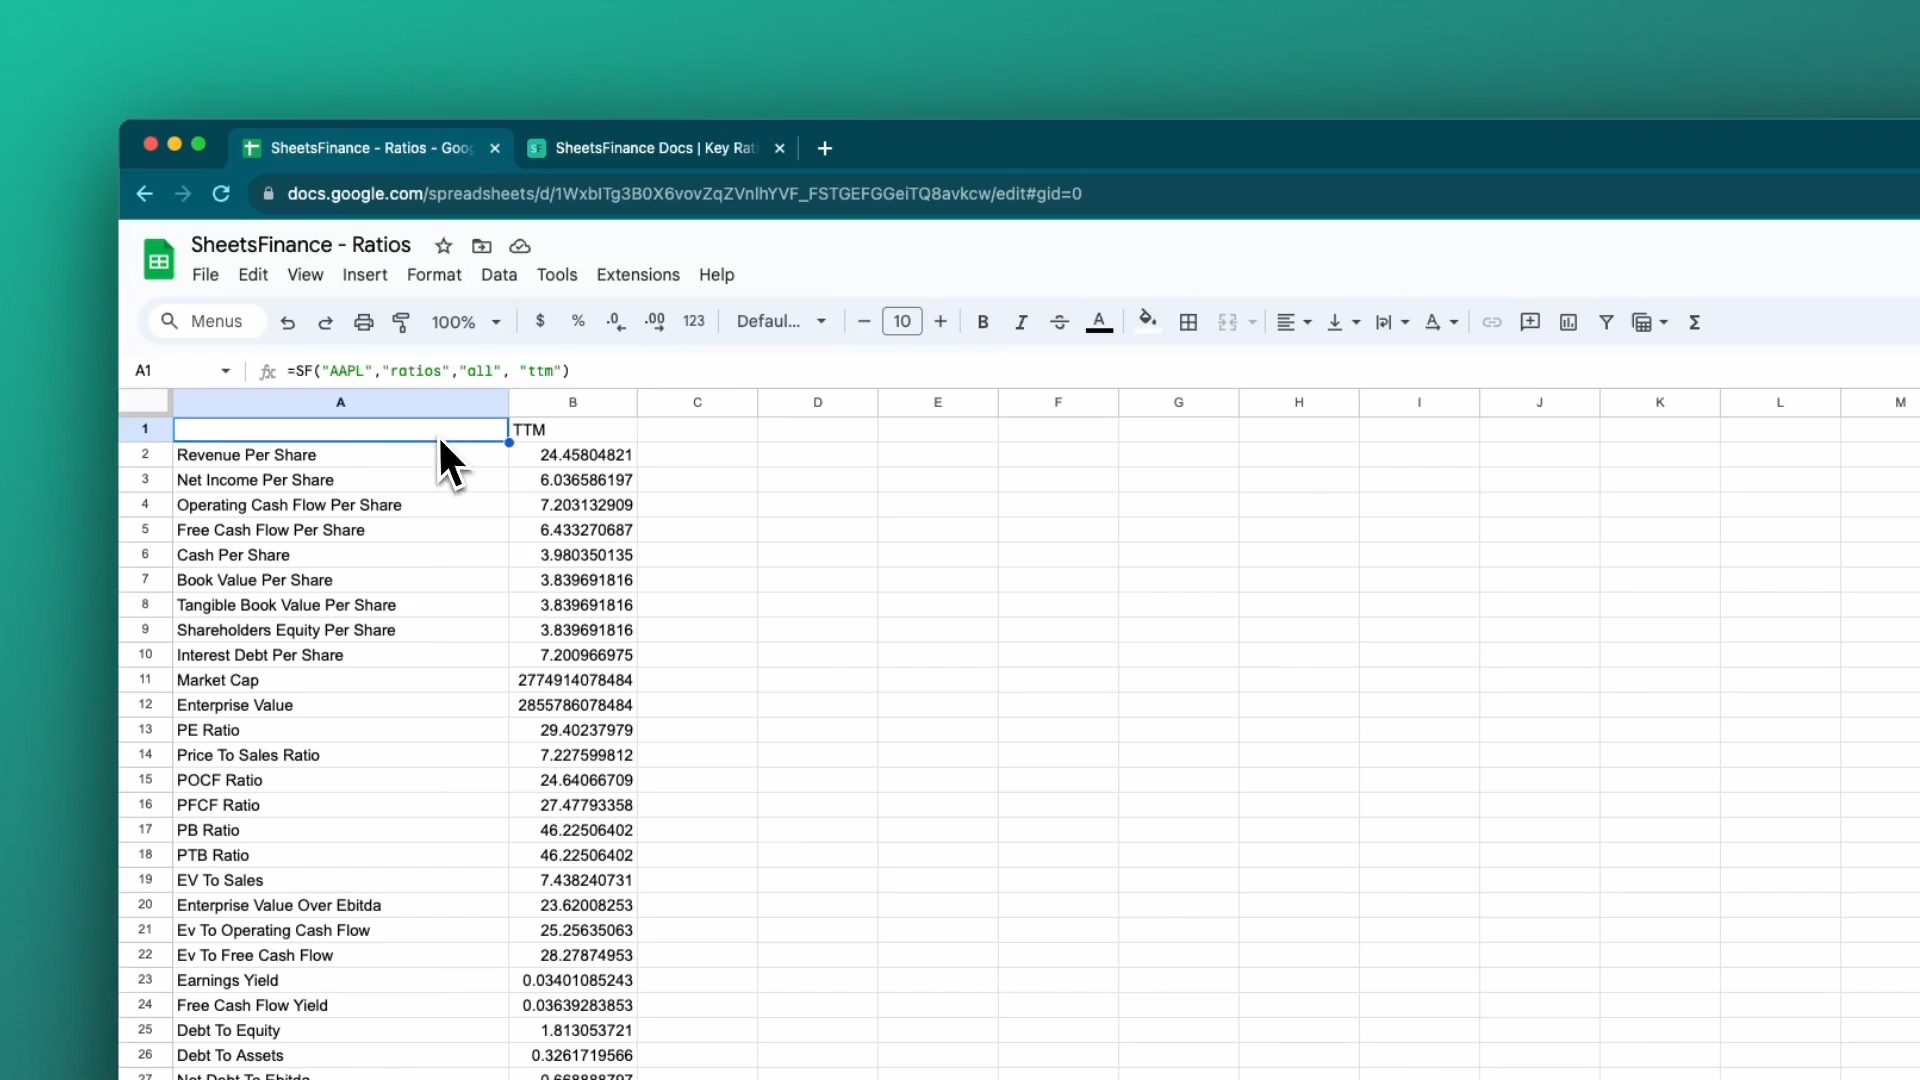 SheetsFinance - Ratios - Goo
SheetsFinance Docs | Key Rat
docs.google.com/spreadsheets/d/1WxbITg3B0X6vovZqZVnlhYVF_FSTGEFGGeiTQ8avkcw/edit#gid=0
SheetsFinance - Ratios
File Edit View Insert Format Data Tools Extensions Help
Menus 100% $ % .0 .00 123 Defaul... 10 B I A Σ
A1 fx =SF("AAPL","ratios","all", "ttm")
A B C D E F G H I J K L M
1 TTM
2 Revenue Per Share 24.45804821
3 Net Income Per Share 6.036586197
4 Operating Cash Flow Per Share 7.203132909
5 Free Cash Flow Per Share 6.433270687
6 Cash Per Share 3.980350135
7 Book Value Per Share 3.839691816
8 Tangible Book Value Per Share 3.839691816
9 Shareholders Equity Per Share 3.839691816
10 Interest Debt Per Share 7.200966975
11 Market Cap 2774914078484
12 Enterprise Value 2855786078484
13 PE Ratio 29.40237979
14 Price To Sales Ratio 7.227599812
15 POCF Ratio 24.64066709
16 PFCF Ratio 27.47793358
17 PB Ratio 46.22506402
18 PTB Ratio 46.22506402
19 EV To Sales 7.438240731
20 Enterprise Value Over Ebitda 23.62008253
21 Ev To Operating Cash Flow 25.25635063
22 Ev To Free Cash Flow 28.27874953
23 Earnings Yield 0.03401085243
24 Free Cash Flow Yield 0.03639283853
25 Debt To Equity 1.813053721
26 Debt To Assets 0.3261719566
27 Net Debt To Ebitda 0.668888797